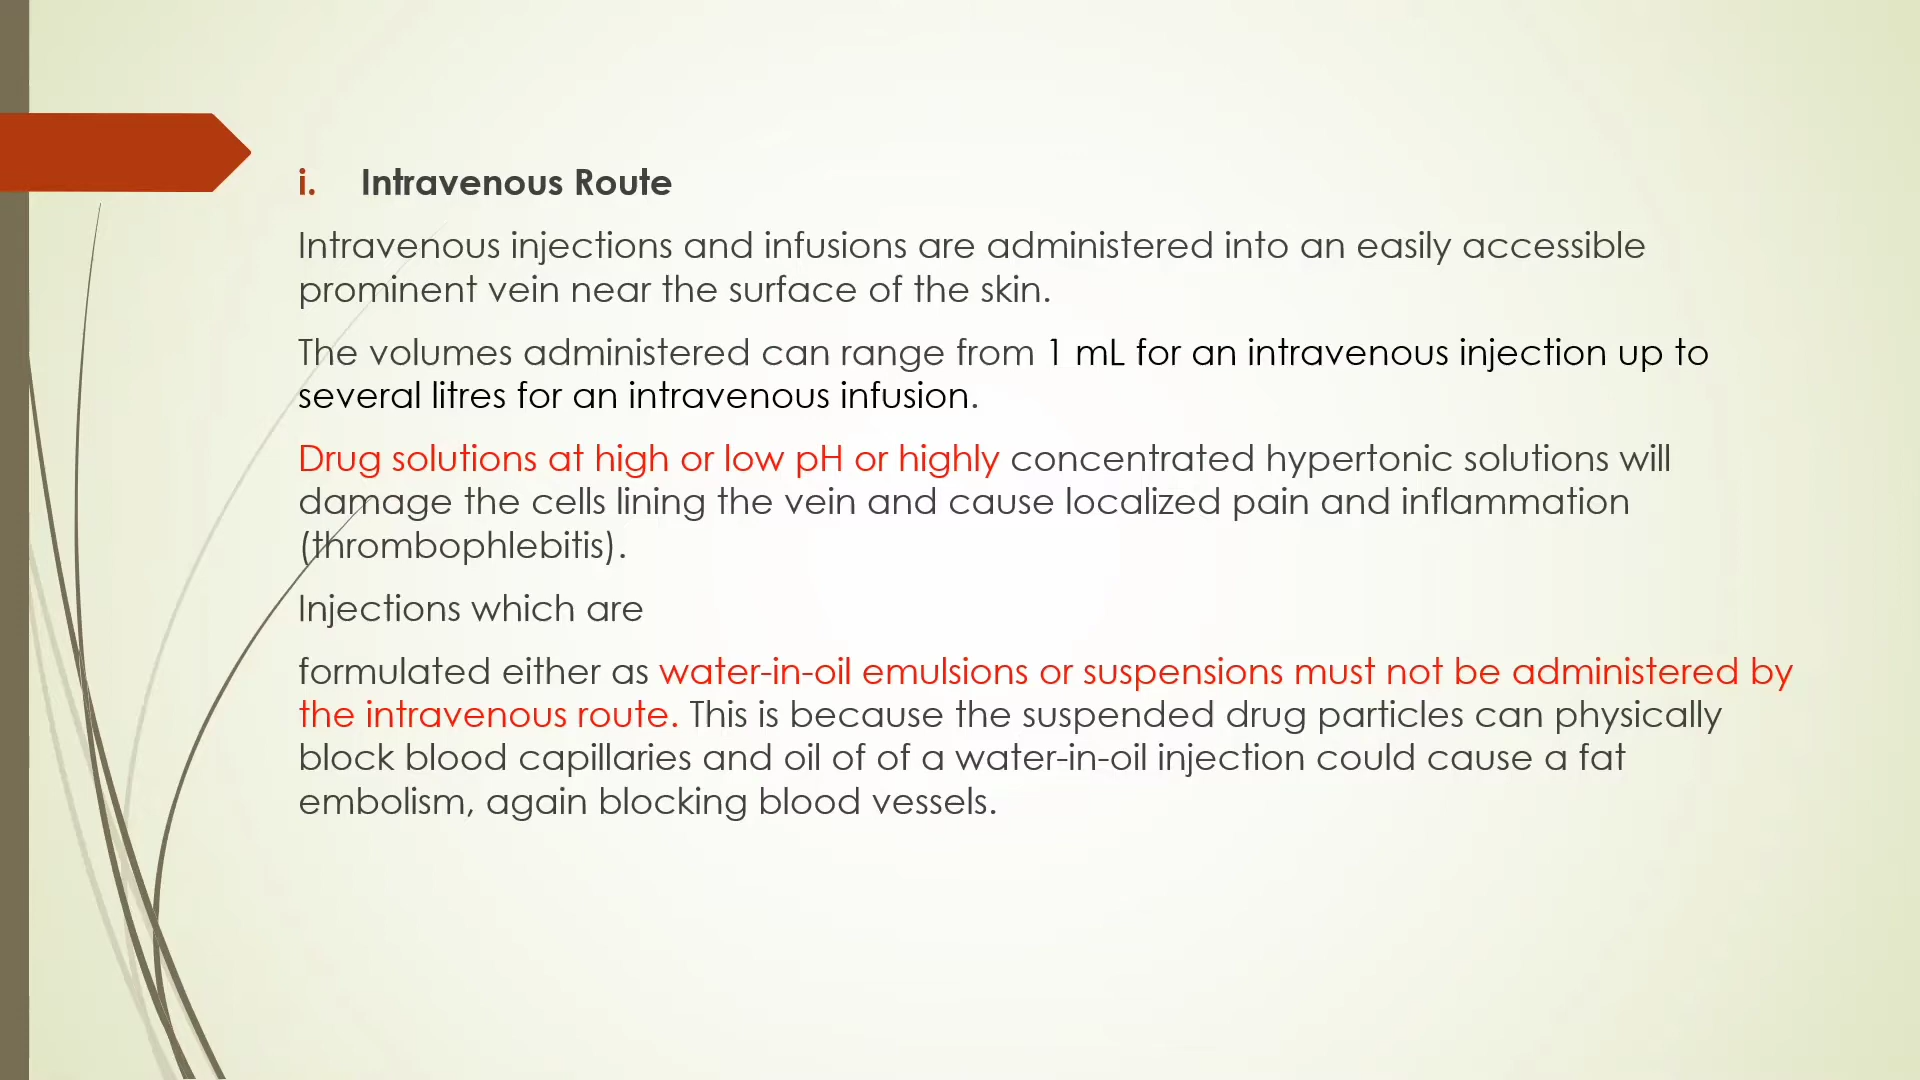 i. Intravenous Route
Intravenous injections and infusions are administered into an easily accessible
prominent vein near the surface of the skin.
The volumes administered can range from 1 mL for an intravenous injection up to
several litres for an intravenous infusion.
Drug solutions at high or low pH or highly concentrated hypertonic solutions will
damage the cells lining the vein and cause localized pain and inflammation
(thrombophlebitis).
Injections which are
formulated either as water-in-oil emulsions or suspensions must not be administered by
the intravenous route. This is because the suspended drug particles can physically
block blood capillaries and oil of of a water-in-oil injection could cause a fat
embolism, again blocking blood vessels.